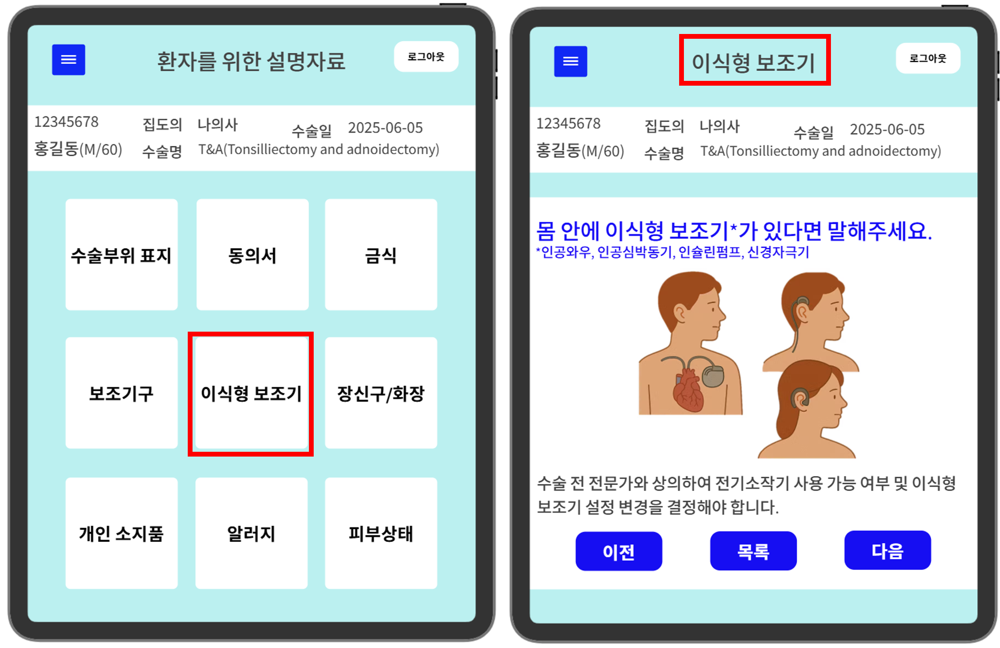 환자를 위한 설명자료
로그아웃
12345678
집도의 나의사
수술일 2025-06-05
홍길동(M/60)
수술명 T&A(Tonsilliectomy and adnoidectomy)
수술부위 표지
동의서
금식
보조기구
이식형 보조기
장신구/화장
개인 소지품
알러지
피부상태
이식형 보조기
로그아웃
12345678
집도의 나의사
수술일 2025-06-05
홍길동(M/60)
수술명 T&A(Tonsilliectomy and adnoidectomy)
몸 안에 이식형 보조기*가 있다면 말해주세요.
*인공와우, 인공심박동기, 인슐린펌프, 신경자극기
수술 전 전문가와 상의하여 전기소작기 사용 가능 여부 및 이식형
보조기 설정 변경을 결정해야 합니다.
이전
목록
다음